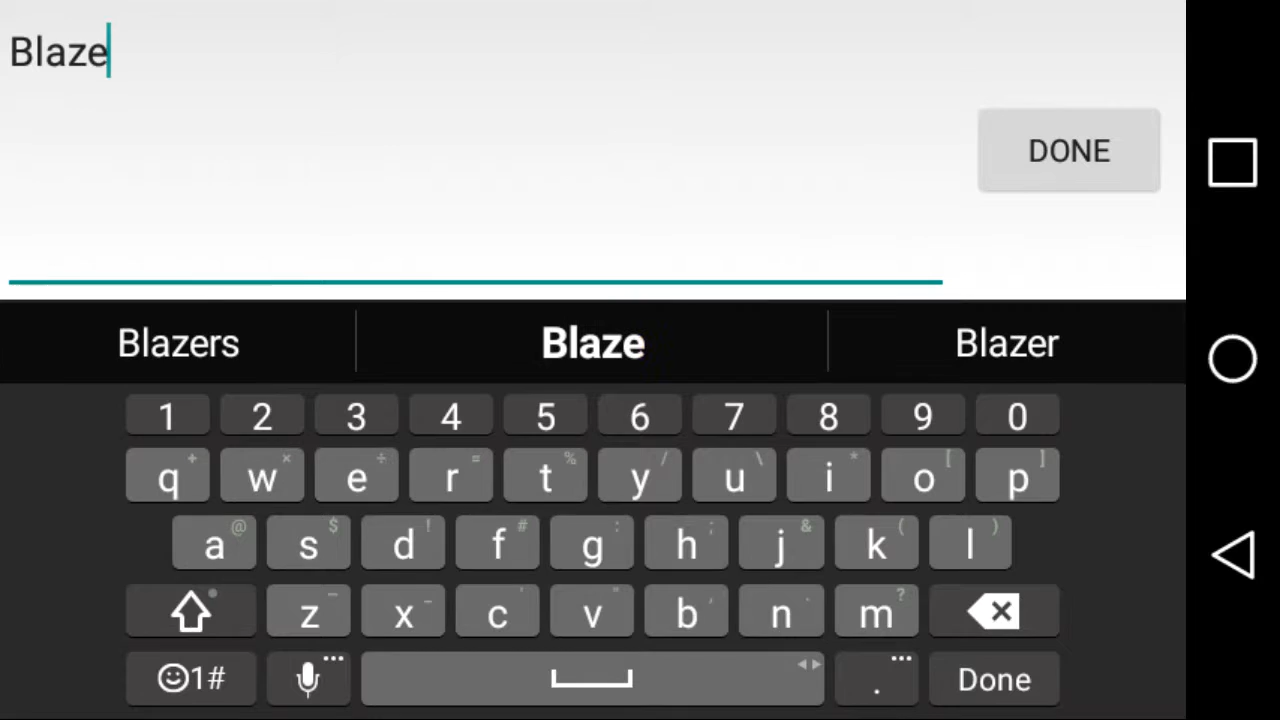 Blaze
DONE
Blazers Blaze Blazer
1 2 3 4 5 6 7 8 9 0
q + w × e ÷ r = t % y / u \ i * o [ p ]
a @ s $ d ! f # g : h ; j & k ( l )
z - x _ c ' v " b , n . m ?
1# ... . ... Done